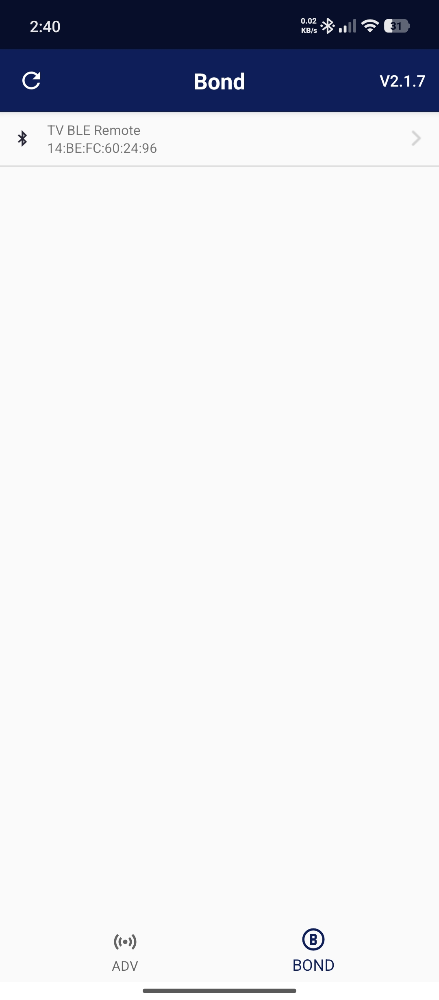 2:40
0.02
KB/s
31
Bond
V2.1.7
TV BLE Remote
14:BE:FC:60:24:96
B
ADV
BOND